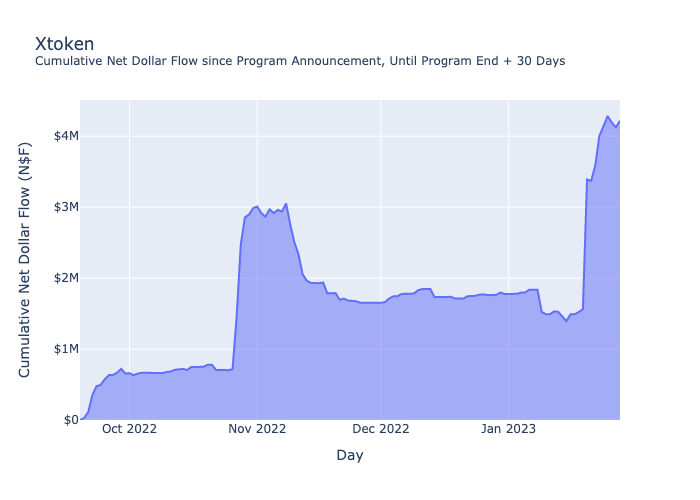 Xtoken
Cumulative Net Dollar Flow since Program Announcement, Until Program End + 30 Days
Cumulative Net Dollar Flow (N$F)
$4M
$3M
$2M
$1M
$0
Oct 2022
Nov 2022
Dec 2022
Jan 2023
Day